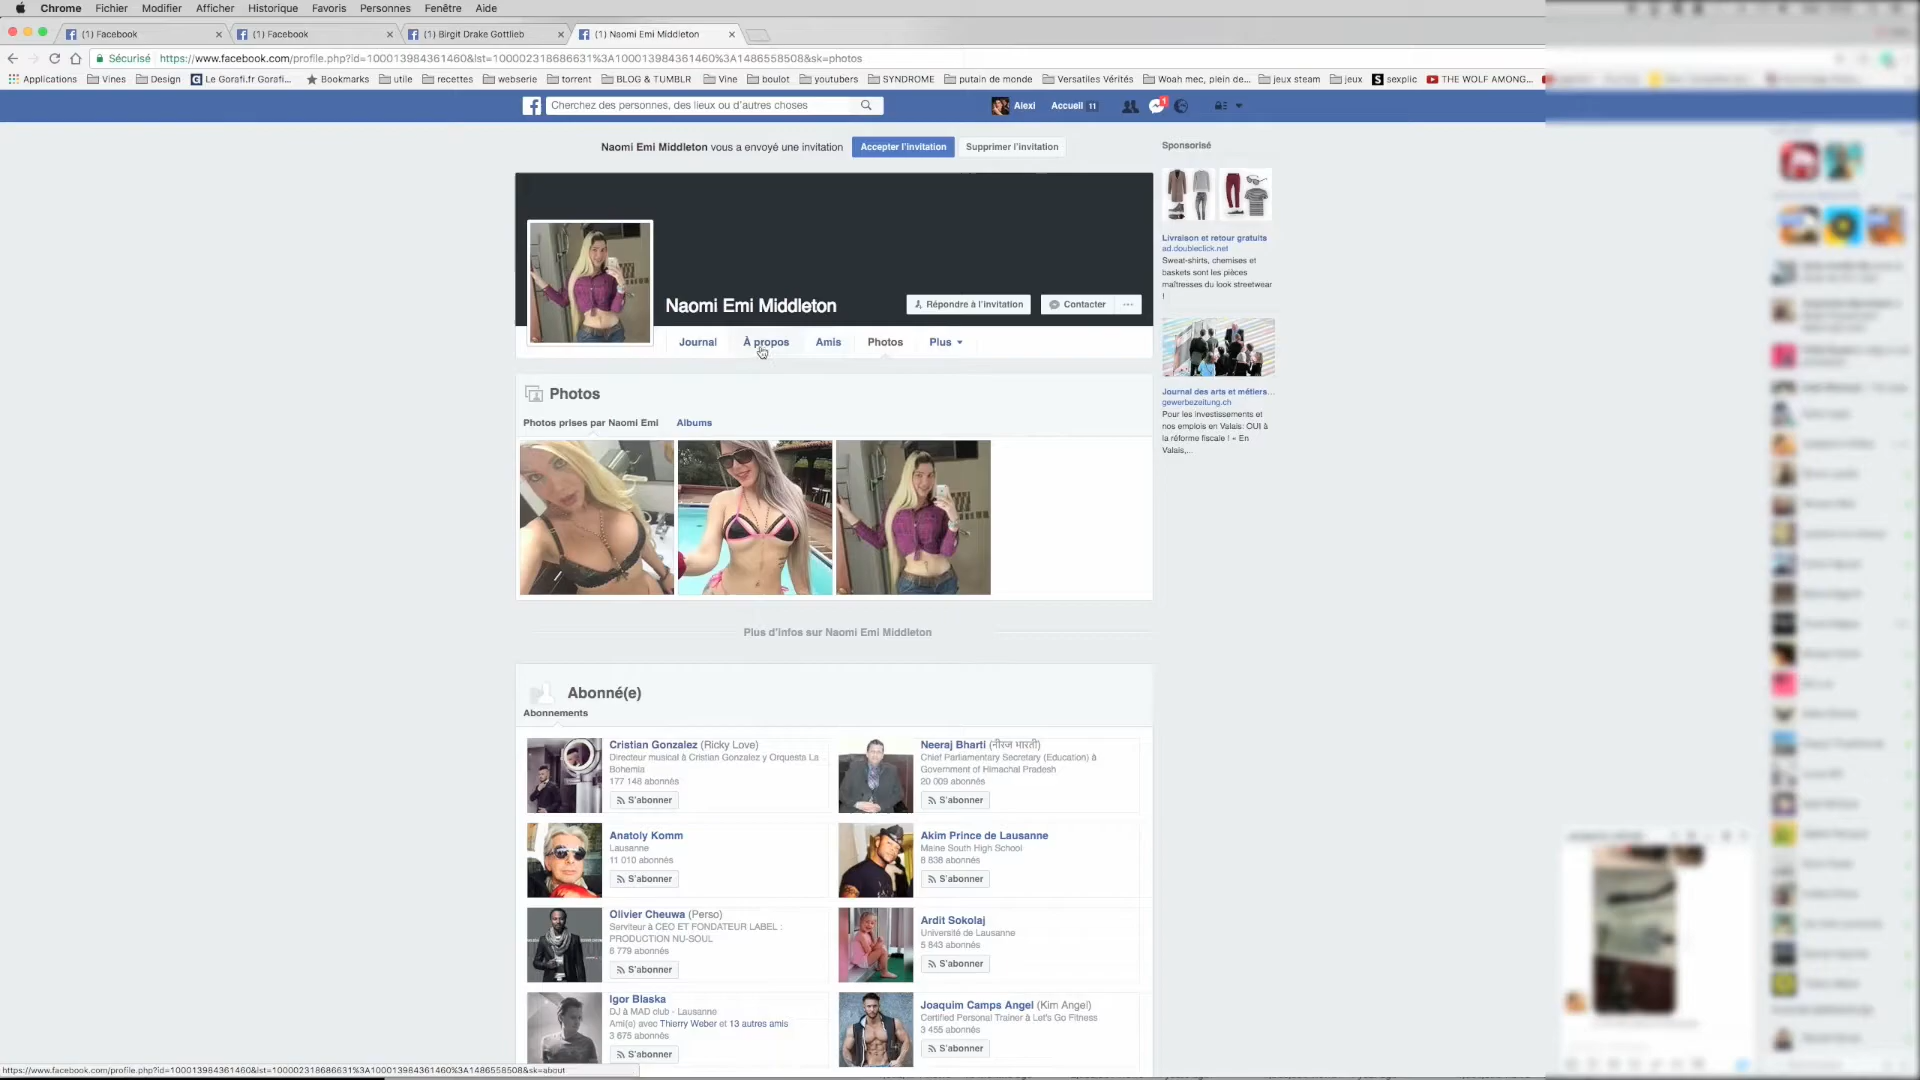 Chrome Fichier Modifier Afficher Historique Favoris Personnes Fenêtre Aide
(1) Facebook (1) Facebook (1) Birgit Drake Gottlieb (1) Naomi Emi Middleton
Sécurisé https://www.facebook.com/profile.php?id=100013984361460&lst=100002318686631%3A100013984361460%3A1486558508&sk=photos
Applications Vines Design Le Gorafi.fr Gorafi... Bookmarks utile recettes webserie torrent BLOG & TUMBLR Vine boulot youtubers SYNDROME putain de monde Versatiles Vérités Woah mec, plein de... jeux steam jeux sexplic THE WOLF AMONG...
Cherchez des personnes, des lieux ou d'autres choses
Alexi Accueil 11 1
Naomi Emi Middleton vous a envoyé une invitation Accepter l'invitation Supprimer l'invitation
Sponsorisé
Livraison et retour gratuits
ad.doubleclick.net
Sweat-shirts, chemises et
baskets sont les pièces
maîtresses du look streetwear
!
Naomi Emi Middleton
Répondre à l'invitation Contacter ...
Journal À propos Amis Photos Plus
Journal des arts et métiers...
gewerbezeitung.ch
Pour les investissements et
nos emplois en Valais: OUI à
la réforme fiscale ! « En
Valais,...
Photos
Photos prises par Naomi Emi Albums
Plus d'infos sur Naomi Emi Middleton
Abonné(e)
Abonnements
Cristian Gonzalez (Ricky Love)
Directeur musical à Cristian Gonzalez y Orquesta La
Bohemia
177 148 abonnés
S'abonner
Neeraj Bharti (नीरज भारती)
Chief Parliamentary Secretary (Education) à
Government of Himachal Pradesh
20 009 abonnés
S'abonner
Anatoly Komm
Lausanne
11 010 abonnés
S'abonner
Akim Prince de Lausanne
Maine South High School
8 838 abonnés
S'abonner
Olivier Cheuwa (Perso)
Serviteur à CEO ET FONDATEUR LABEL :
PRODUCTION NU-SOUL
6 779 abonnés
S'abonner
Ardit Sokolaj
Université de Lausanne
5 843 abonnés
S'abonner
Igor Blaska
DJ à MAD club - Lausanne
Ami(e) avec Thierry Weber et 13 autres amis
3 675 abonnés
S'abonner
Joaquim Camps Angel (Kim Angel)
Certified Personal Trainer à Let's Go Fitness
3 455 abonnés
S'abonner
https://www.facebook.com/profile.php?id=100013984361460&lst=100002318686631%3A100013984361460%3A1486558508&sk=about